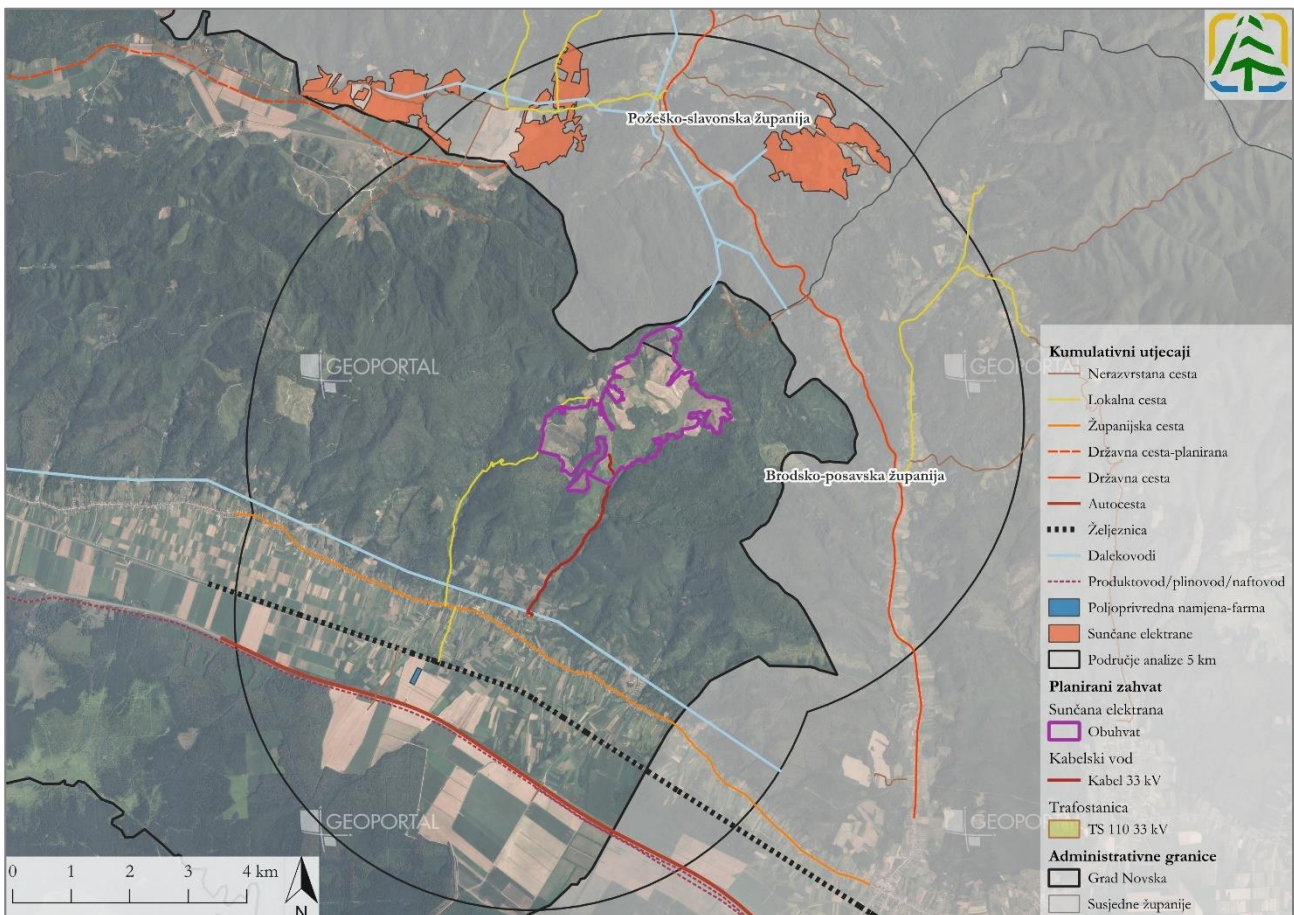 Požeško-slavonska županija
GEOPORTAL
GEOPORTAL
Brodsko-posavska županija
GEOPORTAL
GEOPORTAL
Kumulativni utjecaji
Nerazvrstana cesta
Lokalna cesta
Županijska cesta
Državna cesta-planirana
Državna cesta
Autocesta
Željeznica
Dalekovodi
Produktovod/plinovod/naftovod
Poljoprivredna namjena-farma
Sunčane elektrane
Područje analize 5 km
Planirani zahvat
Sunčana elektrana
Obuhvat
Kabelski vod
Kabel 33 kV
Trafostanica
TS 110 33 kV
Administrativne granice
Grad Novska
Susjedne županije
0 1 2 3 4 km
N